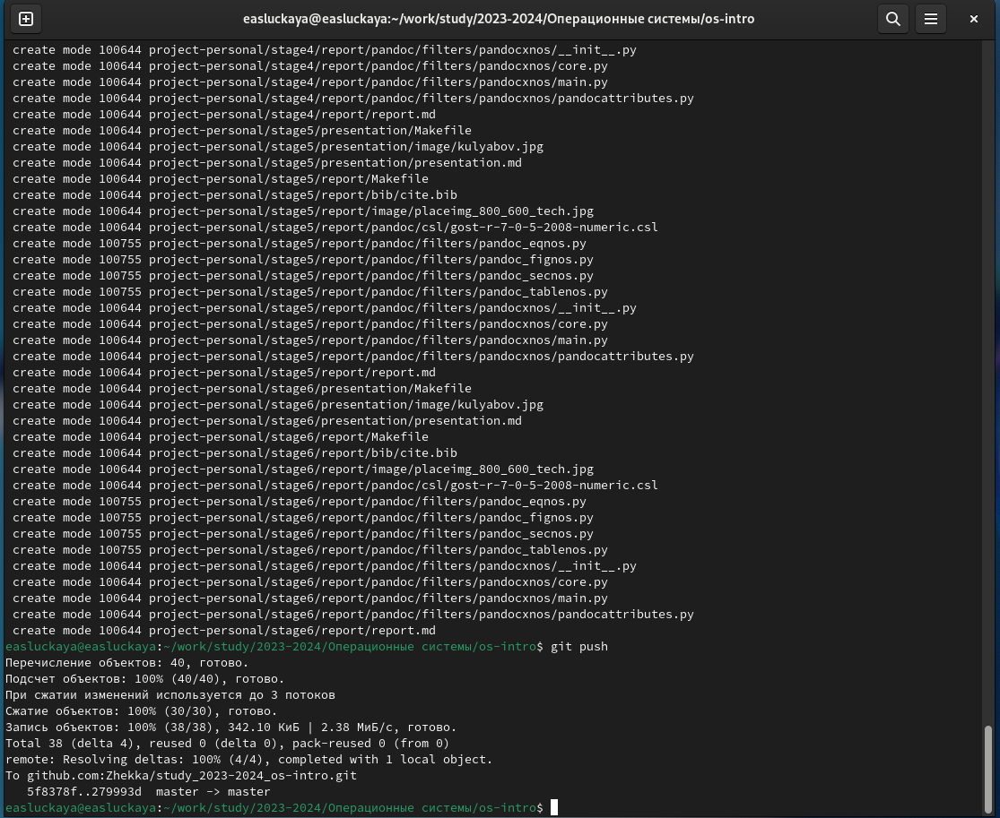 easluckaya@easluckaya:~/work/study/2023-2024/Операционные системы/os-intro
create mode 100644 project-personal/stage4/report/pandoc/filters/pandocxnos/__init__.py
create mode 100644 project-personal/stage4/report/pandoc/filters/pandocxnos/core.py
create mode 100644 project-personal/stage4/report/pandoc/filters/pandocxnos/main.py
create mode 100644 project-personal/stage4/report/pandoc/filters/pandocxnos/pandocattributes.py
create mode 100644 project-personal/stage4/report/report.md
create mode 100644 project-personal/stage5/presentation/Makefile
create mode 100644 project-personal/stage5/presentation/image/kulyabov.jpg
create mode 100644 project-personal/stage5/presentation/presentation.md
create mode 100644 project-personal/stage5/report/Makefile
create mode 100644 project-personal/stage5/report/bib/cite.bib
create mode 100644 project-personal/stage5/report/image/placeimg_800_600_tech.jpg
create mode 100644 project-personal/stage5/report/pandoc/csl/gost-r-7-0-5-2008-numeric.csl
create mode 100755 project-personal/stage5/report/pandoc/filters/pandoc_eqnos.py
create mode 100755 project-personal/stage5/report/pandoc/filters/pandoc_fignos.py
create mode 100755 project-personal/stage5/report/pandoc/filters/pandoc_secnos.py
create mode 100755 project-personal/stage5/report/pandoc/filters/pandoc_tablenos.py
create mode 100644 project-personal/stage5/report/pandoc/filters/pandocxnos/__init__.py
create mode 100644 project-personal/stage5/report/pandoc/filters/pandocxnos/core.py
create mode 100644 project-personal/stage5/report/pandoc/filters/pandocxnos/main.py
create mode 100644 project-personal/stage5/report/pandoc/filters/pandocxnos/pandocattributes.py
create mode 100644 project-personal/stage5/report/report.md
create mode 100644 project-personal/stage6/presentation/Makefile
create mode 100644 project-personal/stage6/presentation/image/kulyabov.jpg
create mode 100644 project-personal/stage6/presentation/presentation.md
create mode 100644 project-personal/stage6/report/Makefile
create mode 100644 project-personal/stage6/report/bib/cite.bib
create mode 100644 project-personal/stage6/report/image/placeimg_800_600_tech.jpg
create mode 100644 project-personal/stage6/report/pandoc/csl/gost-r-7-0-5-2008-numeric.csl
create mode 100755 project-personal/stage6/report/pandoc/filters/pandoc_eqnos.py
create mode 100755 project-personal/stage6/report/pandoc/filters/pandoc_fignos.py
create mode 100755 project-personal/stage6/report/pandoc/filters/pandoc_secnos.py
create mode 100755 project-personal/stage6/report/pandoc/filters/pandoc_tablenos.py
create mode 100644 project-personal/stage6/report/pandoc/filters/pandocxnos/__init__.py
create mode 100644 project-personal/stage6/report/pandoc/filters/pandocxnos/core.py
create mode 100644 project-personal/stage6/report/pandoc/filters/pandocxnos/main.py
create mode 100644 project-personal/stage6/report/pandoc/filters/pandocxnos/pandocattributes.py
create mode 100644 project-personal/stage6/report/report.md
easluckaya@easluckaya:~/work/study/2023-2024/Операционные системы/os-intro$ git push
Перечисление объектов: 40, готово.
Подсчет объектов: 100% (40/40), готово.
При сжатии изменений используется до 3 потоков
Сжатие объектов: 100% (30/30), готово.
Запись объектов: 100% (38/38), 342.10 КиБ | 2.38 МиБ/с, готово.
Total 38 (delta 4), reused 0 (delta 0), pack-reused 0 (from 0)
remote: Resolving deltas: 100% (4/4), completed with 1 local object.
To github.com:Zhekka/study_2023-2024_os-intro.git
5f8378f..279993d  master -> master
easluckaya@easluckaya:~/work/study/2023-2024/Операционные системы/os-intro$